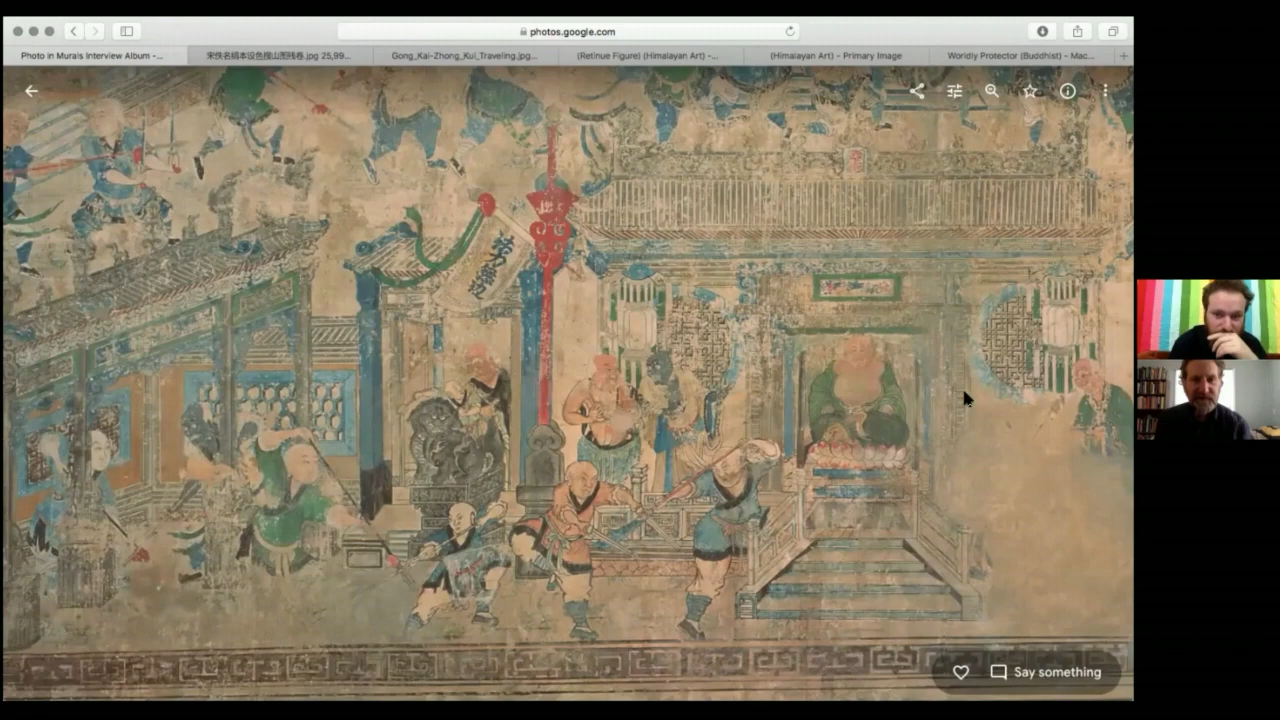 photos.google.com
Photo in Murals Interview Album -...
宋佚名绢本设色搜山图残卷.jpg 25,99...
Gong_Kai-Zhong_Kui_Traveling.jpg...
(Retinue Figure) (Himalayan Art) -...
(Himalayan Art) - Primary Image
Worldly Protector (Buddhist) - Mac...
Say something